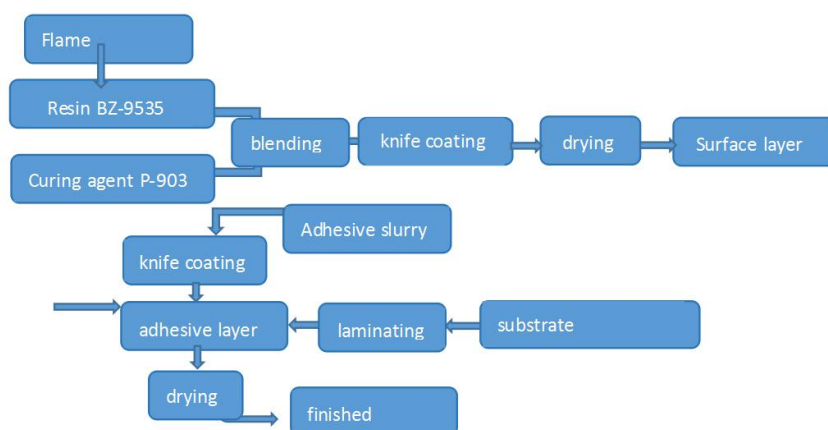 Flame
Resin BZ-9535
Curing agent P-903
blending
knife coating
drying
Surface layer
Adhesive slurry
knife coating
adhesive layer
laminating
substrate
drying
finished